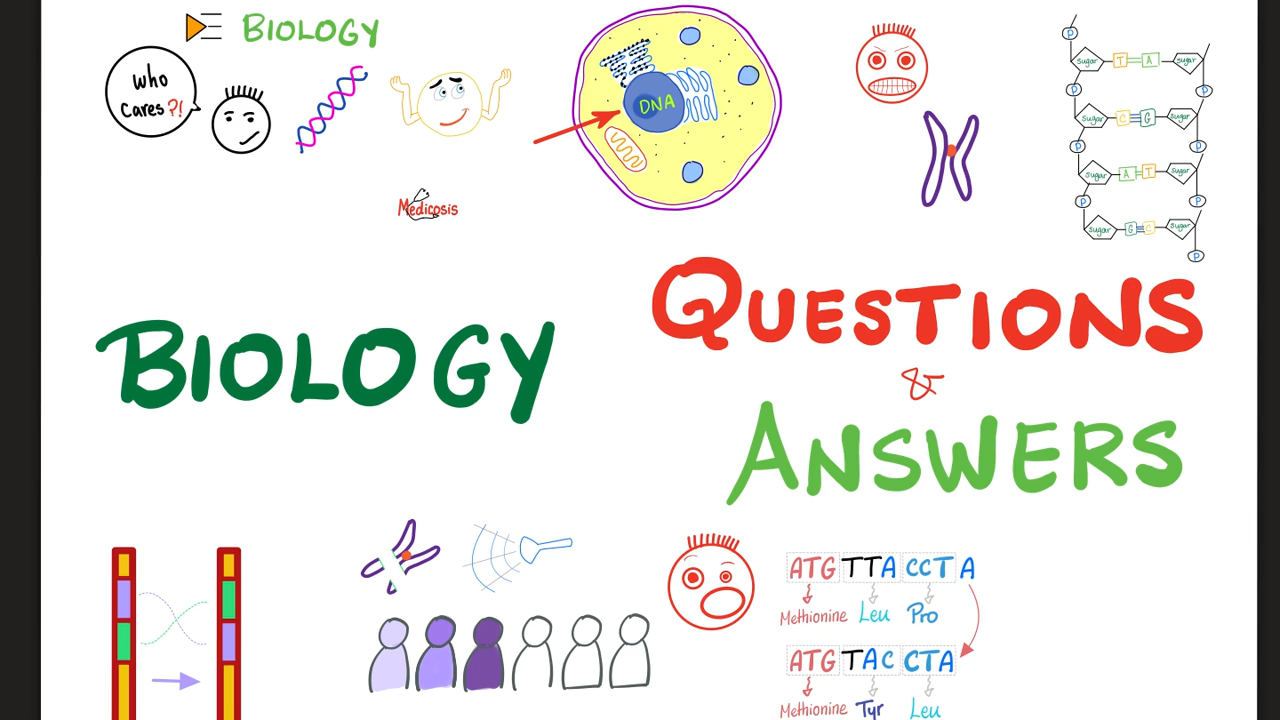 BIOLOGY
Who
Cares?!
Medicosis
DNA
P
Sugar T A Sugar
P P
Sugar C G Sugar
P P
Sugar A T Sugar
P P
Sugar G C Sugar
P
BIOLOGY
QUESTIONS
&
ANSWERS
ATG TTA CCT A
Methionine Leu Pro
ATG TAC CTA
Methionine Tyr Leu